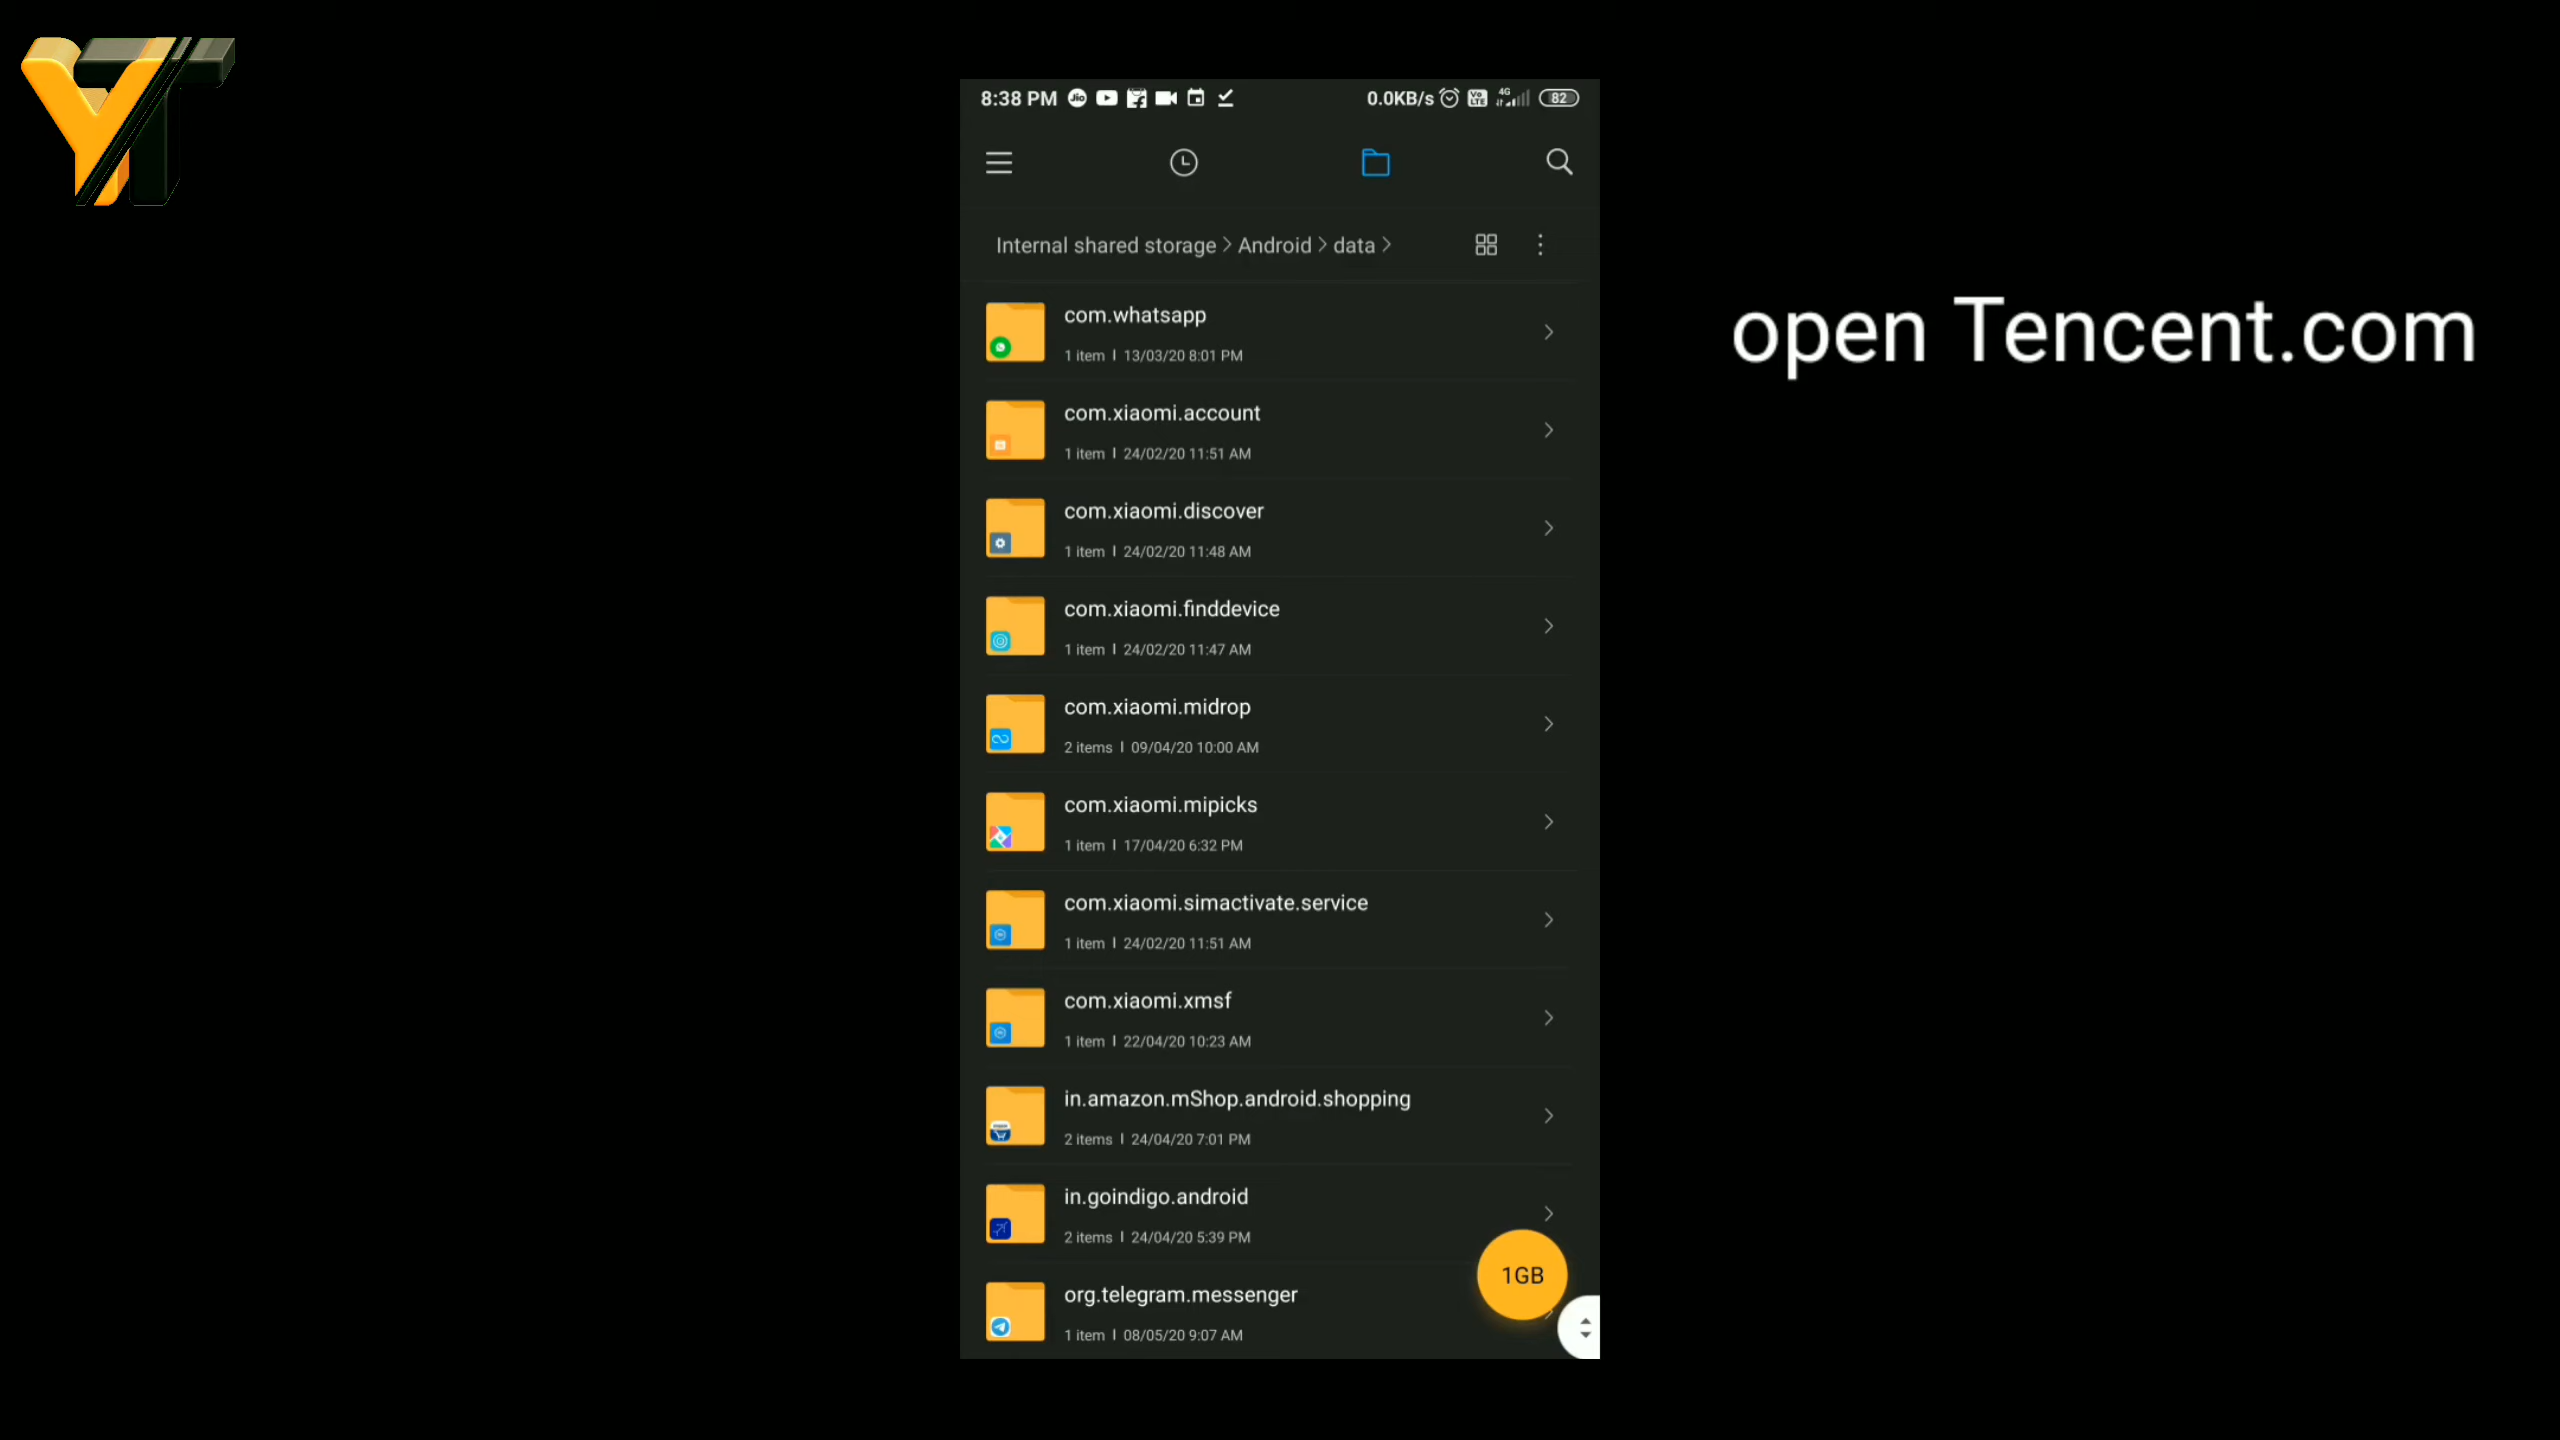 YT
8:38 PM
0.0KB/s 4G 82
Internal shared storage > Android > data >
open Tencent.com
com.whatsapp
1 item | 13/03/20 8:01 PM
com.xiaomi.account
1 item | 24/02/20 11:51 AM
com.xiaomi.discover
1 item | 24/02/20 11:48 AM
com.xiaomi.finddevice
1 item | 24/02/20 11:47 AM
com.xiaomi.midrop
2 items | 09/04/20 10:00 AM
com.xiaomi.mipicks
1 item | 17/04/20 6:32 PM
com.xiaomi.simactivate.service
1 item | 24/02/20 11:51 AM
com.xiaomi.xmsf
1 item | 22/04/20 10:23 AM
in.amazon.mShop.android.shopping
2 items | 24/04/20 7:01 PM
in.goindigo.android
2 items | 24/04/20 5:39 PM
1GB
org.telegram.messenger
1 item | 08/05/20 9:07 AM